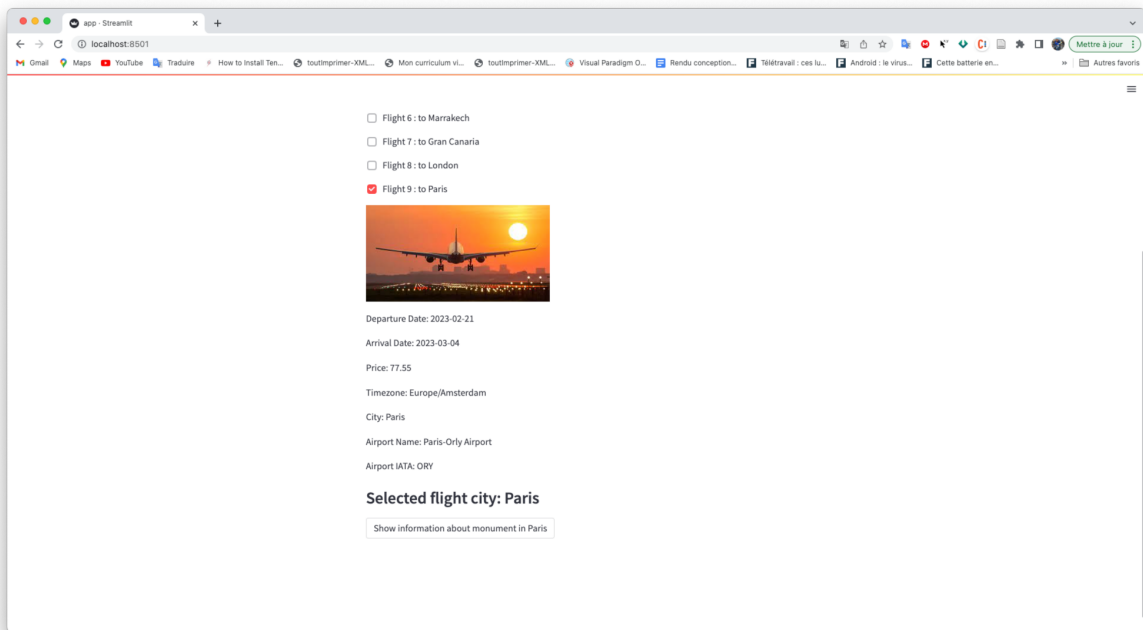 app · Streamlit
localhost:8501
Mettre à jour
Gmail
Maps
YouTube
Traduire
How to Install Ten...
toutImprimer-XML...
Mon curriculum vi...
toutImprimer-XML...
Visual Paradigm O...
Rendu conception...
Télétravail : ces lu...
Android : le virus...
Cette batterie en...
»
Autres favoris
Flight 6 : to Marrakech
Flight 7 : to Gran Canaria
Flight 8 : to London
Flight 9 : to Paris
Departure Date: 2023-02-21
Arrival Date: 2023-03-04
Price: 77.55
Timezone: Europe/Amsterdam
City: Paris
Airport Name: Paris-Orly Airport
Airport IATA: ORY
Selected flight city: Paris
Show information about monument in Paris